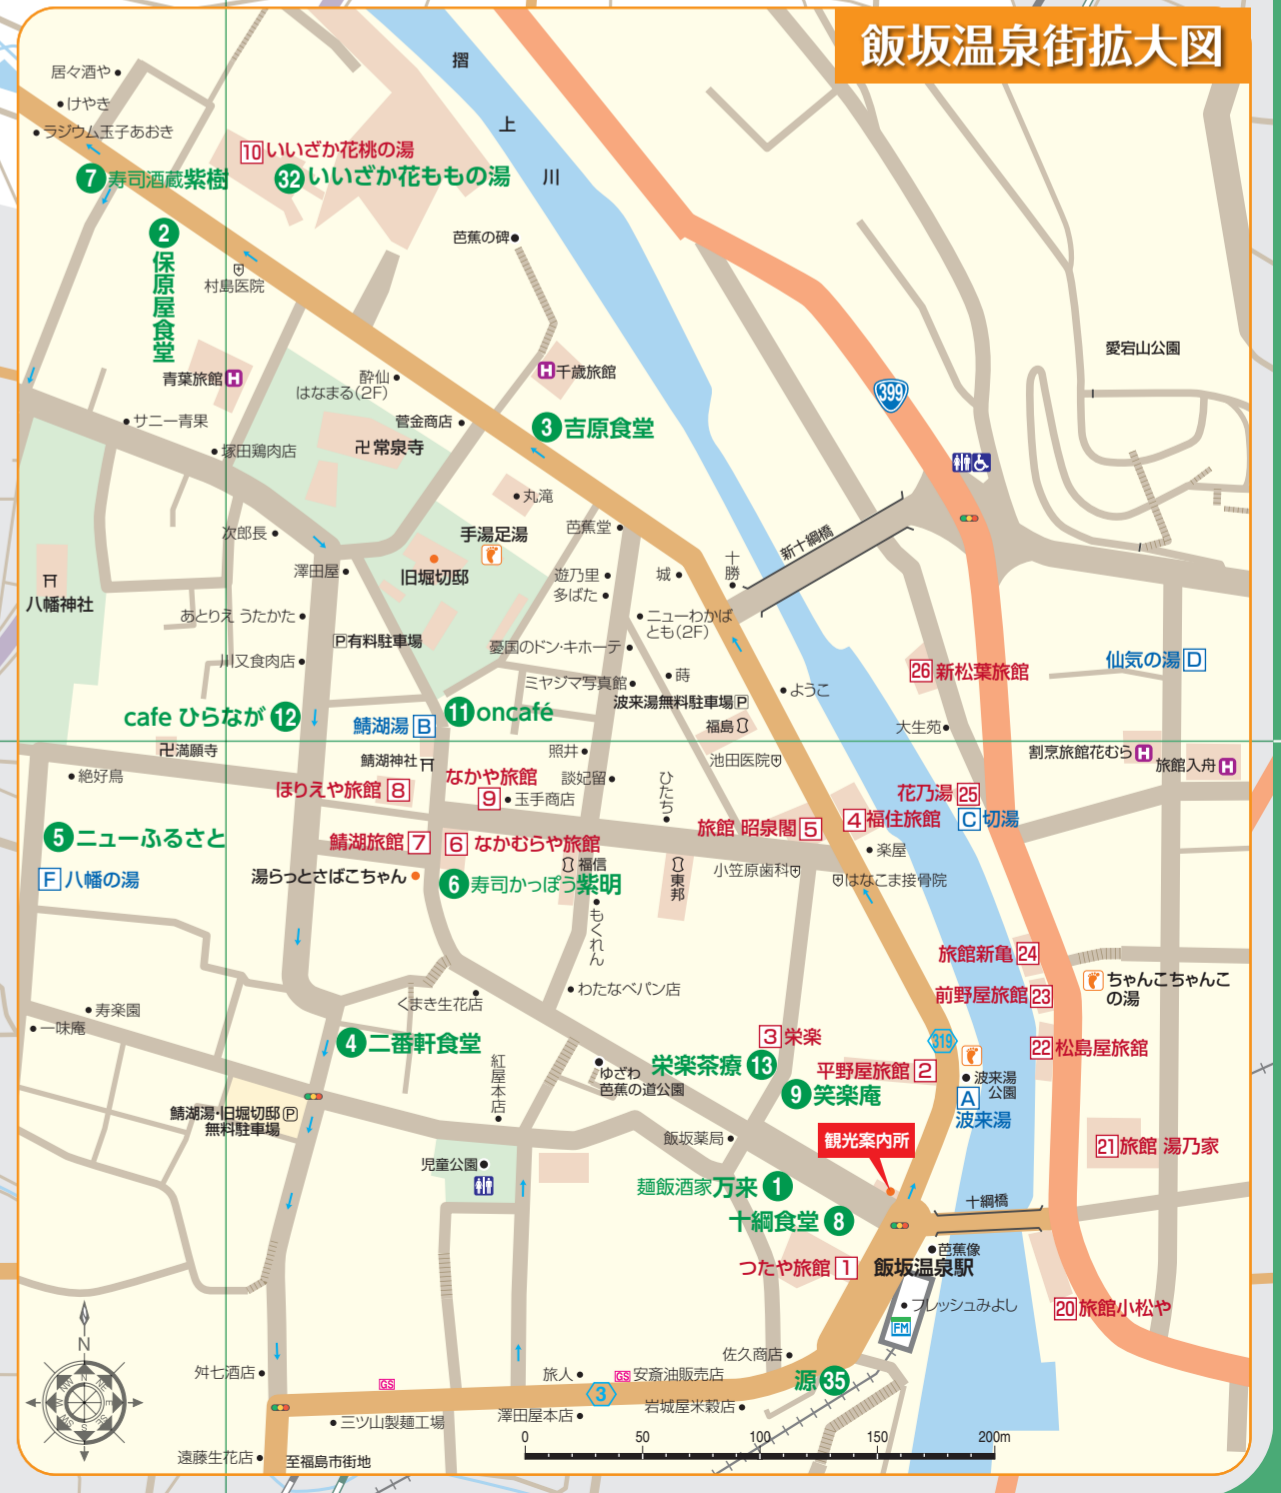 飯坂温泉街拡大図
摺
上
川
居々酒や
けやき
ラジウム玉子あおき
10 いいざか花桃の湯
32 いいざか花ももの湯
7 寿司酒蔵紫樹
2 保原屋食堂
芭蕉の碑
村島医院
青葉旅館 H
酔仙
はなまる(2F)
H 千歳旅館
愛宕山公園
399
サニー青果
菅金商店
3 吉原食堂
塚田鶏肉店
卍常泉寺
丸滝
次郎長
手湯足湯
芭蕉堂
新十綱橋
澤田屋
旧堀切邸
遊乃里
多ばた
城
十勝
八幡神社
あとりえ うたかた
ニューわかば
とも(2F)
P有料駐車場
憂国のドン・キホーテ
川又食肉店
ミヤジマ写真館
蒔
26 新松葉旅館
仙気の湯 D
波来湯無料駐車場P
ようこ
cafe ひらなが 12
鯖湖湯 B
11 oncafé
福島
大生苑
卍満願寺
鯖湖神社
照井
池田医院
割烹旅館花むら H
旅館入舟 H
絶好鳥
なかや旅館
9
談妃留
ひたち
ほりえや旅館 8
玉手商店
花乃湯 25
5 ニューふるさと
鯖湖旅館 7
6 なかむらや旅館
旅館 昭泉閣 5
4 福住旅館
C 切湯
楽屋
F 八幡の湯
湯らっとさばこちゃん
福信
東邦
小笠原歯科
はなこま接骨院
6 寿司かっぽう紫明
もくれん
旅館新亀 24
わたなべパン店
前野屋旅館 23
ちゃんこちゃんこ
の湯
くまき生花店
寿楽園
一味庵
4 二番軒食堂
3 栄楽
319
22 松島屋旅舘
紅屋本店
ゆざわ
芭蕉の道公園
栄楽茶療 13
平野屋旅館 2
波来湯
公園
9 笑楽庵
A
波来湯
鯖湖湯・旧堀切邸 P
無料駐車場
飯坂薬局
観光案内所
21 旅館 湯乃家
児童公園
麺飯酒家万来 1
十綱橋
十綱食堂 8
芭蕉像
つたや旅館 1
飯坂温泉駅
フレッシュみよし
FM
20 旅館小松や
N
N
NE
E
SE
S
SW
W
NW
舛七酒店
GS
旅人
GS 安斎油販売店
佐久商店
源 35
3
三ツ山製麺工場
澤田屋本店
岩城屋米穀店
遠藤生花店
至福島市街地
0 50 100 150 200m